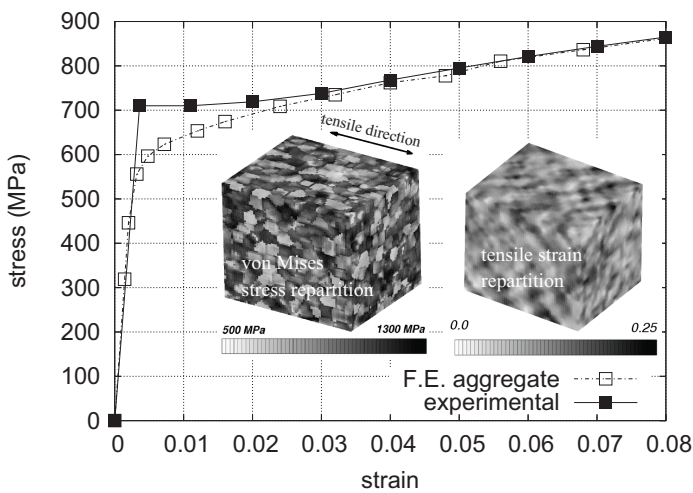 900
800
700
600
500
400
300
200
100
0
stress (MPa)
tensile direction
von Mises
stress repartition
tensile strain
repartition
500 MPa 1300 MPa
0.0 0.25
F.E. aggregate
experimental
0 0.01 0.02 0.03 0.04 0.05 0.06 0.07 0.08
strain